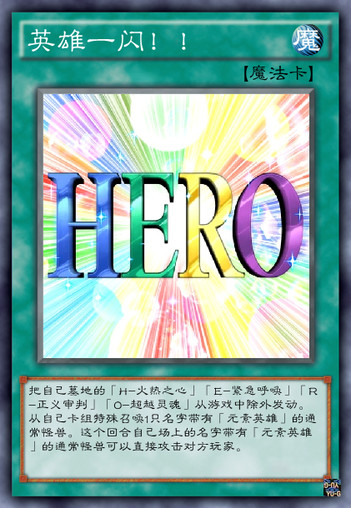 英雄一闪！！
魔
【魔法卡】
HERO
把自己墓地的「H-火热之心」「E-紧急呼唤」「R
-正义审判」「O-超越灵魂」从游戏中除外发动。
从自己卡组特殊召唤1只名字带有「元素英雄」的通
常怪兽。这个回合自己场上的名字带有「元素英雄」
的通常怪兽可以直接攻击对方玩家。